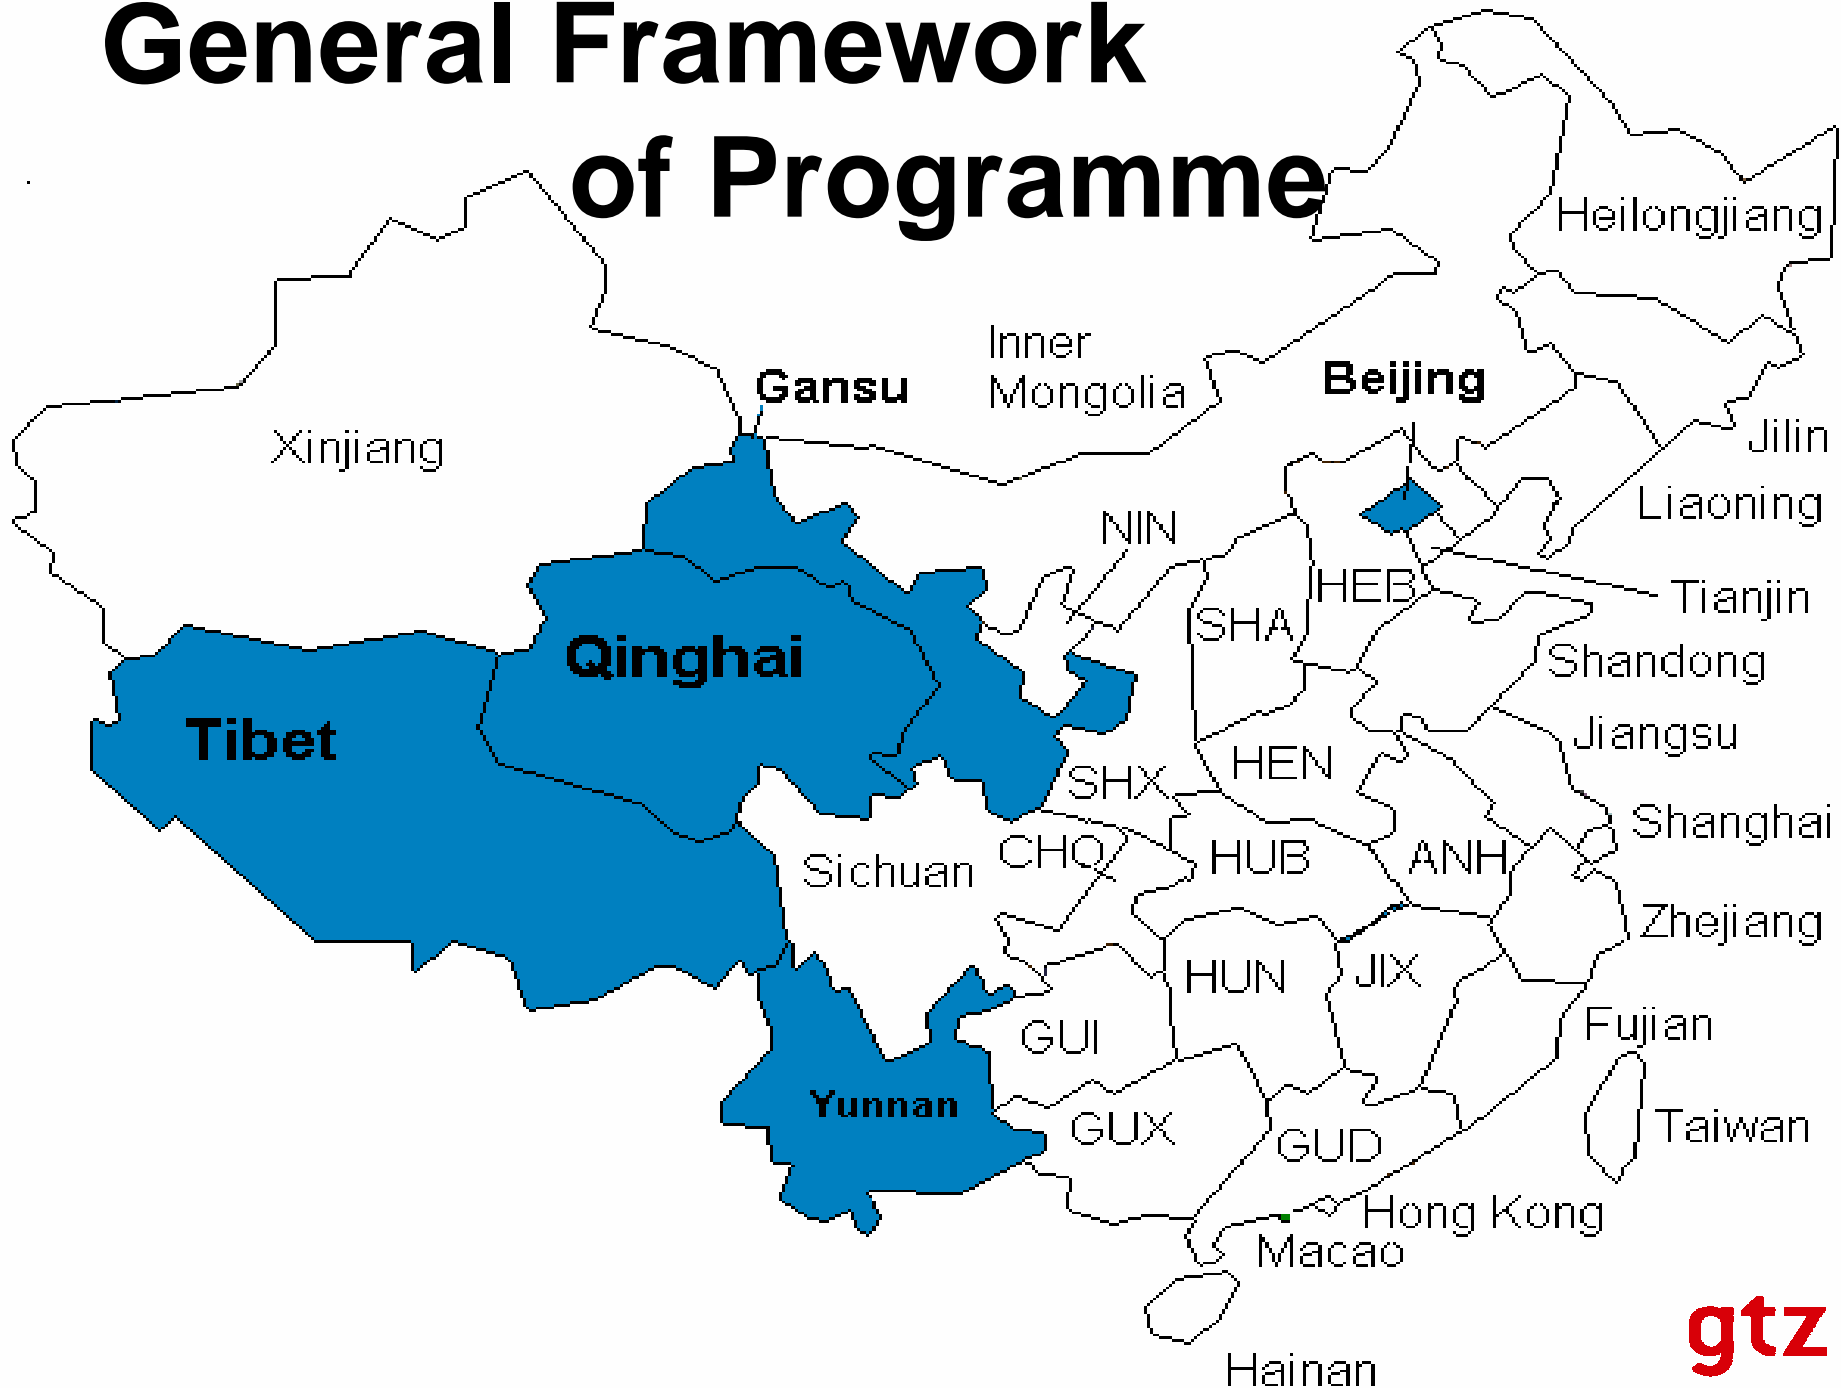 General Framework
of Programme
Heilongjiang
Inner
Mongolia
Gansu
Beijing
Xinjiang
Jilin
Liaoning
NIN
HEB
Tianjin
SHA
Qinghai
Shandong
Tibet
Jiangsu
HEN
SHX
Shanghai
CHQ
HUB
ANH
Sichuan
Zhejiang
HUN
JIX
Fujian
GUI
Yunnan
GUX
Taiwan
GUD
Hong Kong
Macao
gtz
Hainan